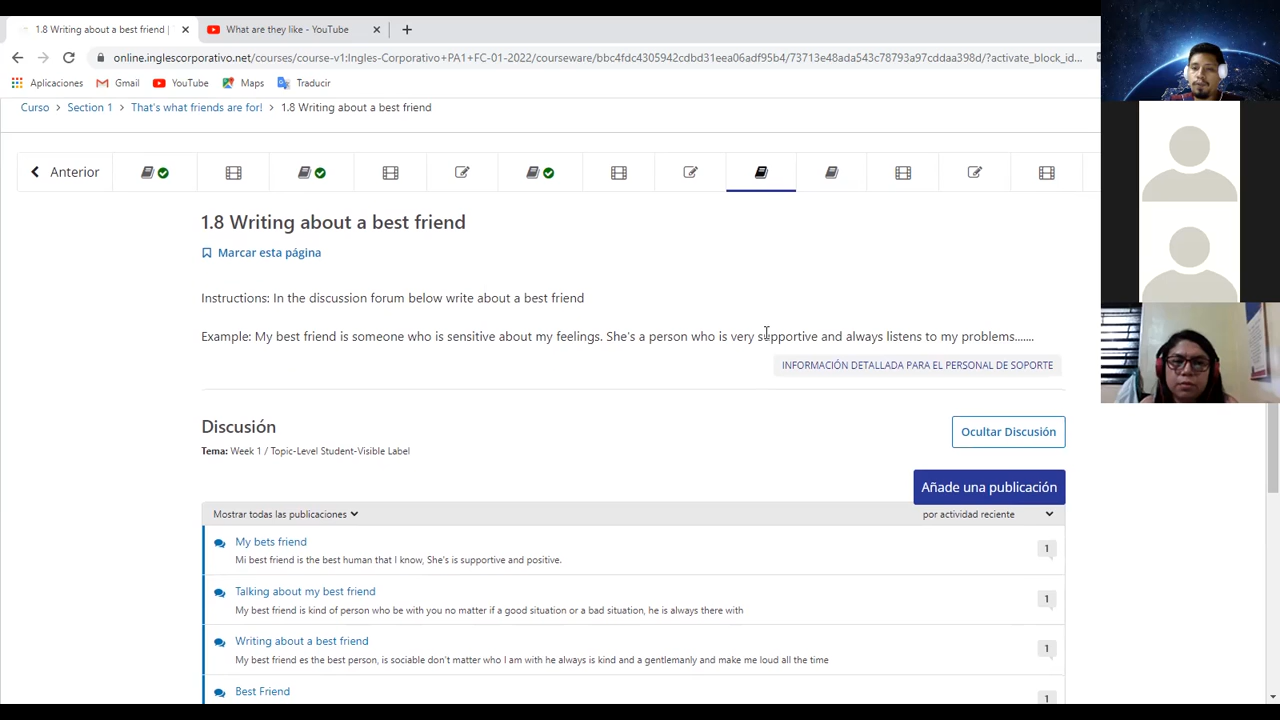 1.8 Writing about a best friend |
What are they like - YouTube
online.inglescorporativo.net/courses/course-v1:Ingles-Corporativo+PA1+FC-01-2022/courseware/bbc4fdc4305942cdbd31eea06adf95b4/73713e48ada543c78793a97cddaa398d/?activate_block_id...
Aplicaciones Gmail YouTube Maps Traducir
Curso > Section 1 > That's what friends are for! > 1.8 Writing about a best friend
Anterior
1.8 Writing about a best friend
Marcar esta página
Instructions: In the discussion forum below write about a best friend
Example: My best friend is someone who is sensitive about my feelings. She's a person who is very supportive and always listens to my problems.......
INFORMACIÓN DETALLADA PARA EL PERSONAL DE SOPORTE
Discusión
Ocultar Discusión
Tema: Week 1 / Topic-Level Student-Visible Label
Añade una publicación
Mostrar todas las publicaciones
por actividad reciente
My bets friend
1
Mi best friend is the best human that I know, She's is supportive and positive.
Talking about my best friend
1
My best friend is kind of person who be with you no matter if a good situation or a bad situation, he is always there with
Writing about a best friend
1
My best friend es the best person, is sociable don't matter who I am with he always is kind and a gentlemanly and make me loud all the time
Best Friend
1